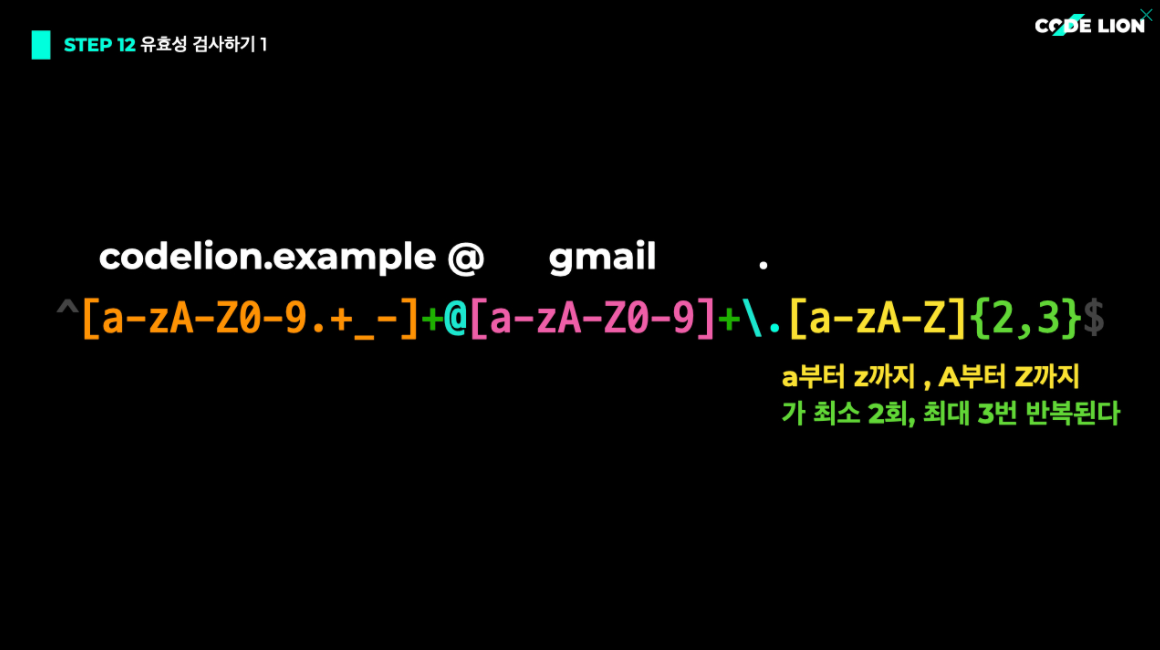 STEP 12 유효성 검사하기 1
CODE LION
codelion.example @ gmail .
^[a-zA-Z0-9.+_-]+@[a-zA-Z0-9]+\.[a-zA-Z]{2,3}$
a부터 z까지 , A부터 Z까지
가 최소 2회, 최대 3번 반복된다